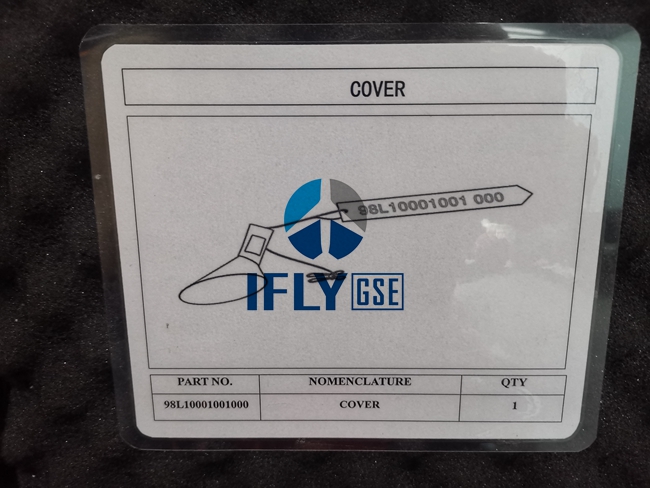 COVER
98L10001001 000
IFLY GSE
PART NO. NOMENCLATURE QTY
98L10001001000 COVER 1